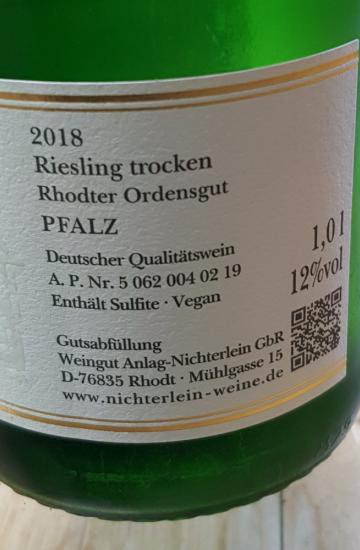 2018
Riesling trocken
Rhodter Ordensgut
PFALZ
Deutscher Qualitätswein
A. P. Nr. 5 062 004 02 19
Enthält Sulfite · Vegan
1,0 l
12%vol
Gutsabfüllung
Weingut Anlag-Nichterlein GbR
D-76835 Rhodt · Mühlgasse 15
www.nichterlein-weine.de